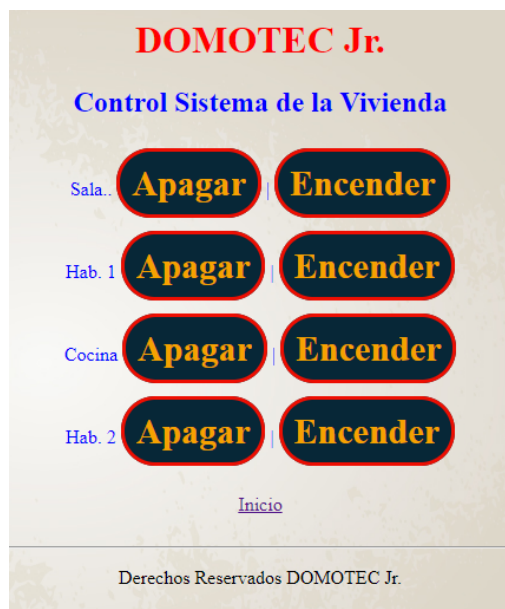 DOMOTEC Jr.
Control Sistema de la Vivienda
Sala.. Apagar | Encender
Hab. 1 Apagar | Encender
Cocina Apagar | Encender
Hab. 2 Apagar | Encender
Inicio
Derechos Reservados DOMOTEC Jr.